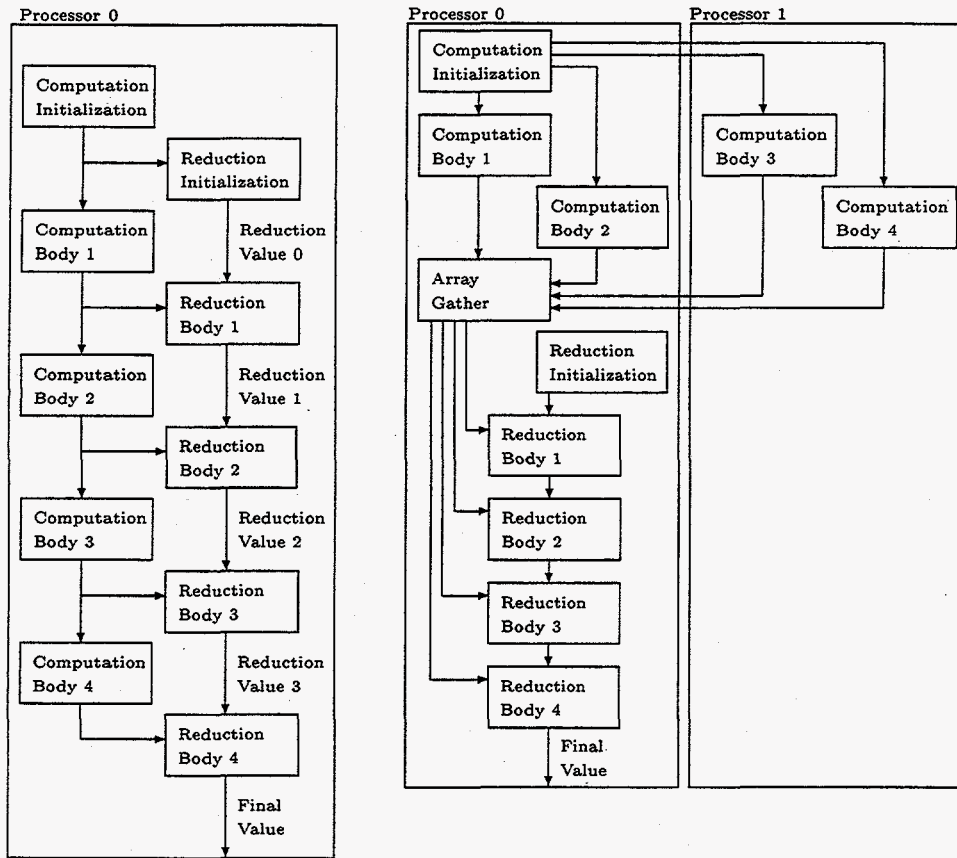 Processor 0
Computation
Initialization
Reduction
Initialization
Computation
Body 1
Reduction
Value 0
Reduction
Body 1
Computation
Body 2
Reduction
Value 1
Reduction
Body 2
Computation
Body 3
Reduction
Value 2
Reduction
Body 3
Computation
Body 4
Reduction
Value 3
Reduction
Body 4
Final
Value
Processor 0
Computation
Initialization
Computation
Body 1
Computation
Body 2
Array
Gather
Reduction
Initialization
Reduction
Body 1
Reduction
Body 2
Reduction
Body 3
Reduction
Body 4
Final
Value
Processor 1
Computation
Body 3
Computation
Body 4